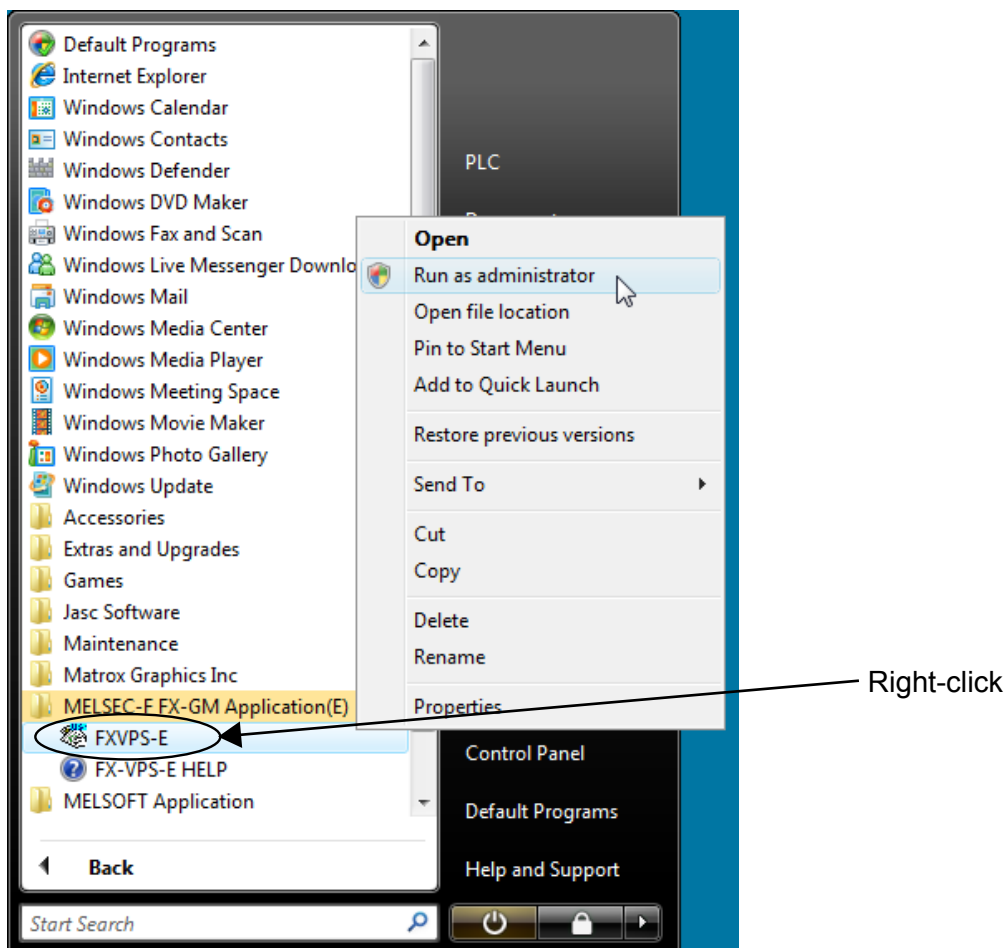 Default Programs
Internet Explorer
Windows Calendar
Windows Contacts
Windows Defender
Windows DVD Maker
Windows Fax and Scan
Windows Live Messenger Downlo
Windows Mail
Windows Media Center
Windows Media Player
Windows Meeting Space
Windows Movie Maker
Windows Photo Gallery
Windows Update
Accessories
Extras and Upgrades
Games
Jasc Software
Maintenance
Matrox Graphics Inc
MELSEC-E FX-GM Application(E)
FXVPS-E
FX-VPS-E HELP
MELSOFT Application
Back
Start Search
PLC
Open
Run as administrator
Open file location
Pin to Start Menu
Add to Quick Launch
Restore previous versions
Send To
Cut
Copy
Delete
Rename
Properties
Control Panel
Default Programs
Help and Support
Right-click